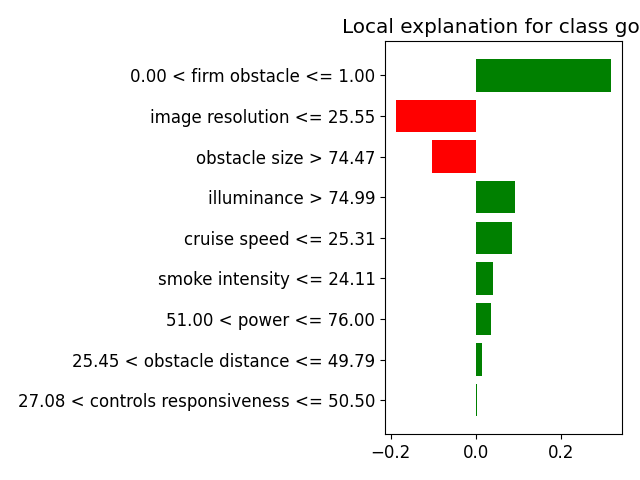 Local explanation for class go
0.00 < firm obstacle <= 1.00
image resolution <= 25.55
obstacle size > 74.47
illuminance > 74.99
cruise speed <= 25.31
smoke intensity <= 24.11
51.00 < power <= 76.00
25.45 < obstacle distance <= 49.79
27.08 < controls responsiveness <= 50.50
−0.2 0.0 0.2